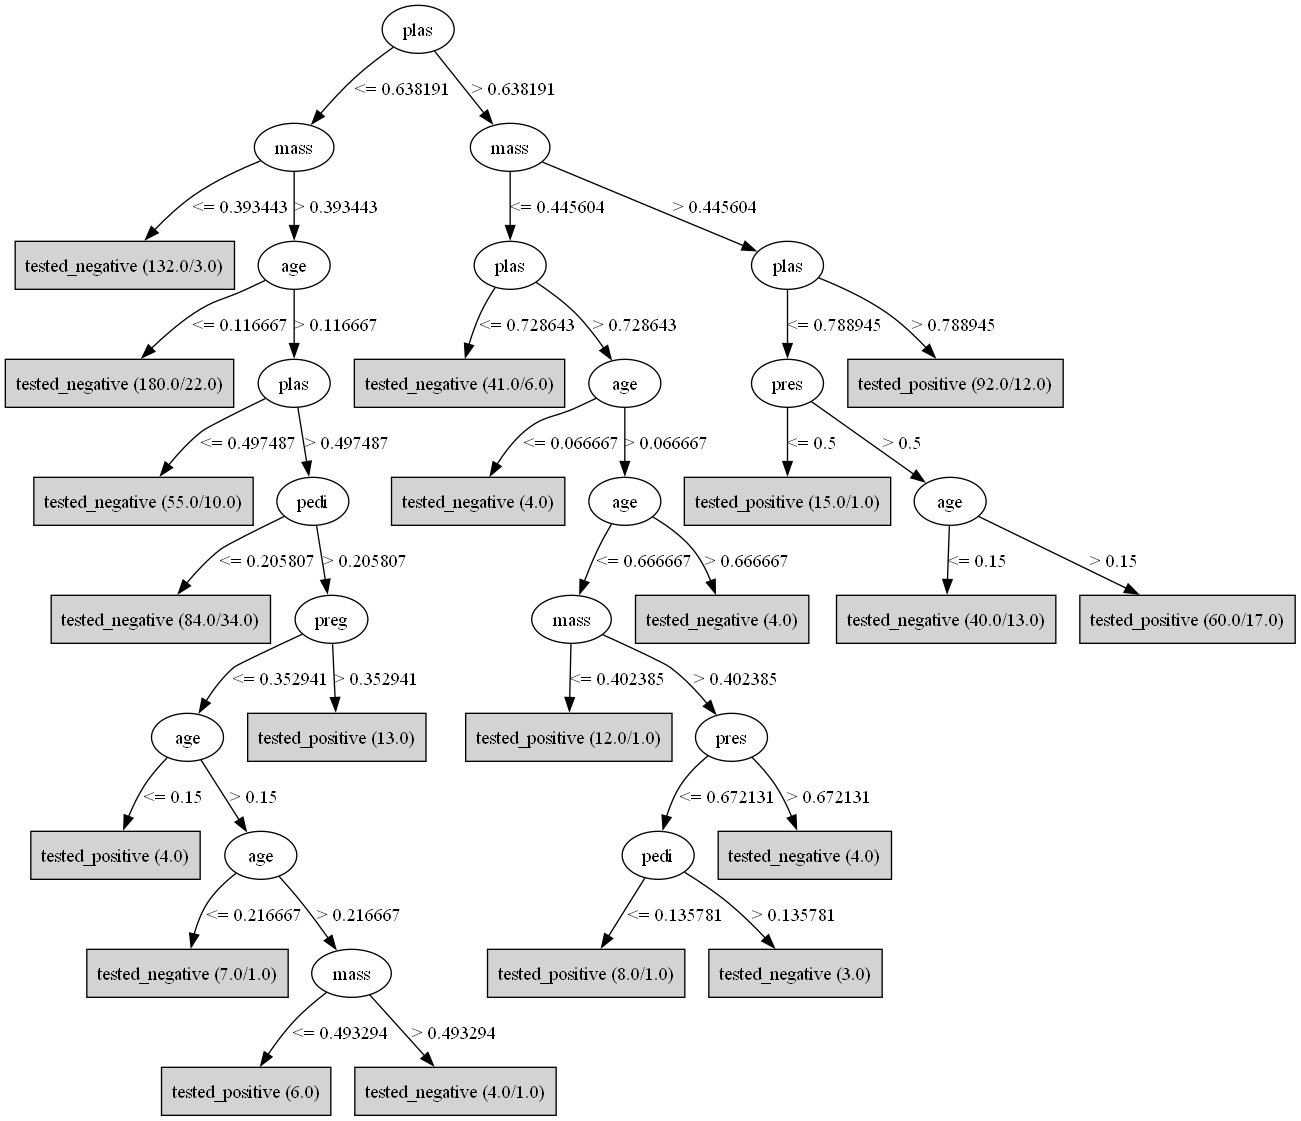 plas
<= 0.638191
> 0.638191
mass
mass
<= 0.393443
> 0.393443
<= 0.445604
> 0.445604
tested_negative (132.0/3.0)
age
plas
plas
<= 0.116667
> 0.116667
<= 0.728643
> 0.728643
<= 0.788945
> 0.788945
tested_negative (180.0/22.0)
plas
tested_negative (41.0/6.0)
age
pres
tested_positive (92.0/12.0)
<= 0.497487
> 0.497487
<= 0.066667
> 0.066667
<= 0.5
> 0.5
tested_negative (55.0/10.0)
pedi
tested_negative (4.0)
age
tested_positive (15.0/1.0)
age
<= 0.205807
> 0.205807
<= 0.666667
> 0.666667
<= 0.15
> 0.15
tested_negative (84.0/34.0)
preg
mass
tested_negative (4.0)
tested_negative (40.0/13.0)
tested_positive (60.0/17.0)
<= 0.352941
> 0.352941
<= 0.402385
> 0.402385
age
tested_positive (13.0)
tested_positive (12.0/1.0)
pres
<= 0.15
> 0.15
<= 0.672131
> 0.672131
tested_positive (4.0)
age
pedi
tested_negative (4.0)
<= 0.216667
> 0.216667
<= 0.135781
> 0.135781
tested_negative (7.0/1.0)
mass
tested_positive (8.0/1.0)
tested_negative (3.0)
<= 0.493294
> 0.493294
tested_positive (6.0)
tested_negative (4.0/1.0)